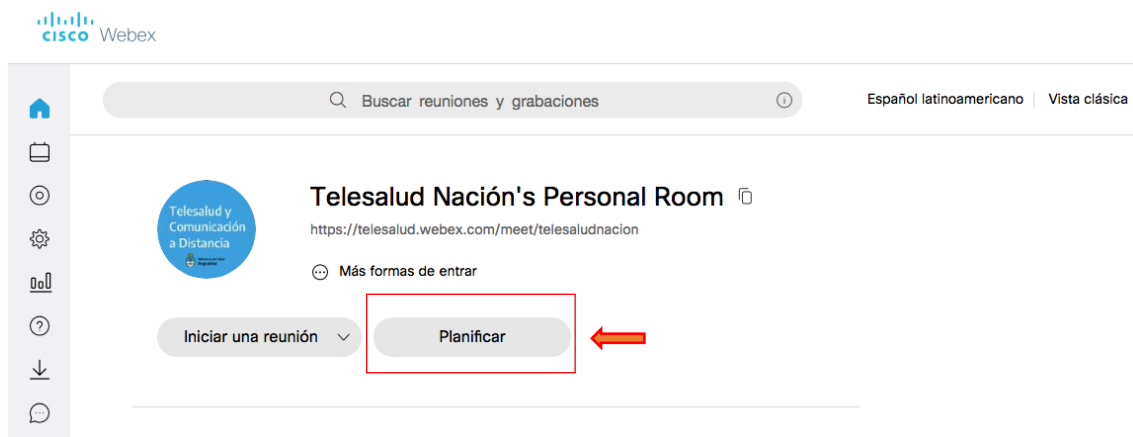 CISCO Webex
Buscar reuniones y grabaciones
Español latinoamericano
Vista clásica
Telesalud Nación's Personal Room
Telesalud y
Comunicación
a Distancia
https://telesalud.webex.com/meet/telesaludnacion
Más formas de entrar
Iniciar una reunión
Planificar